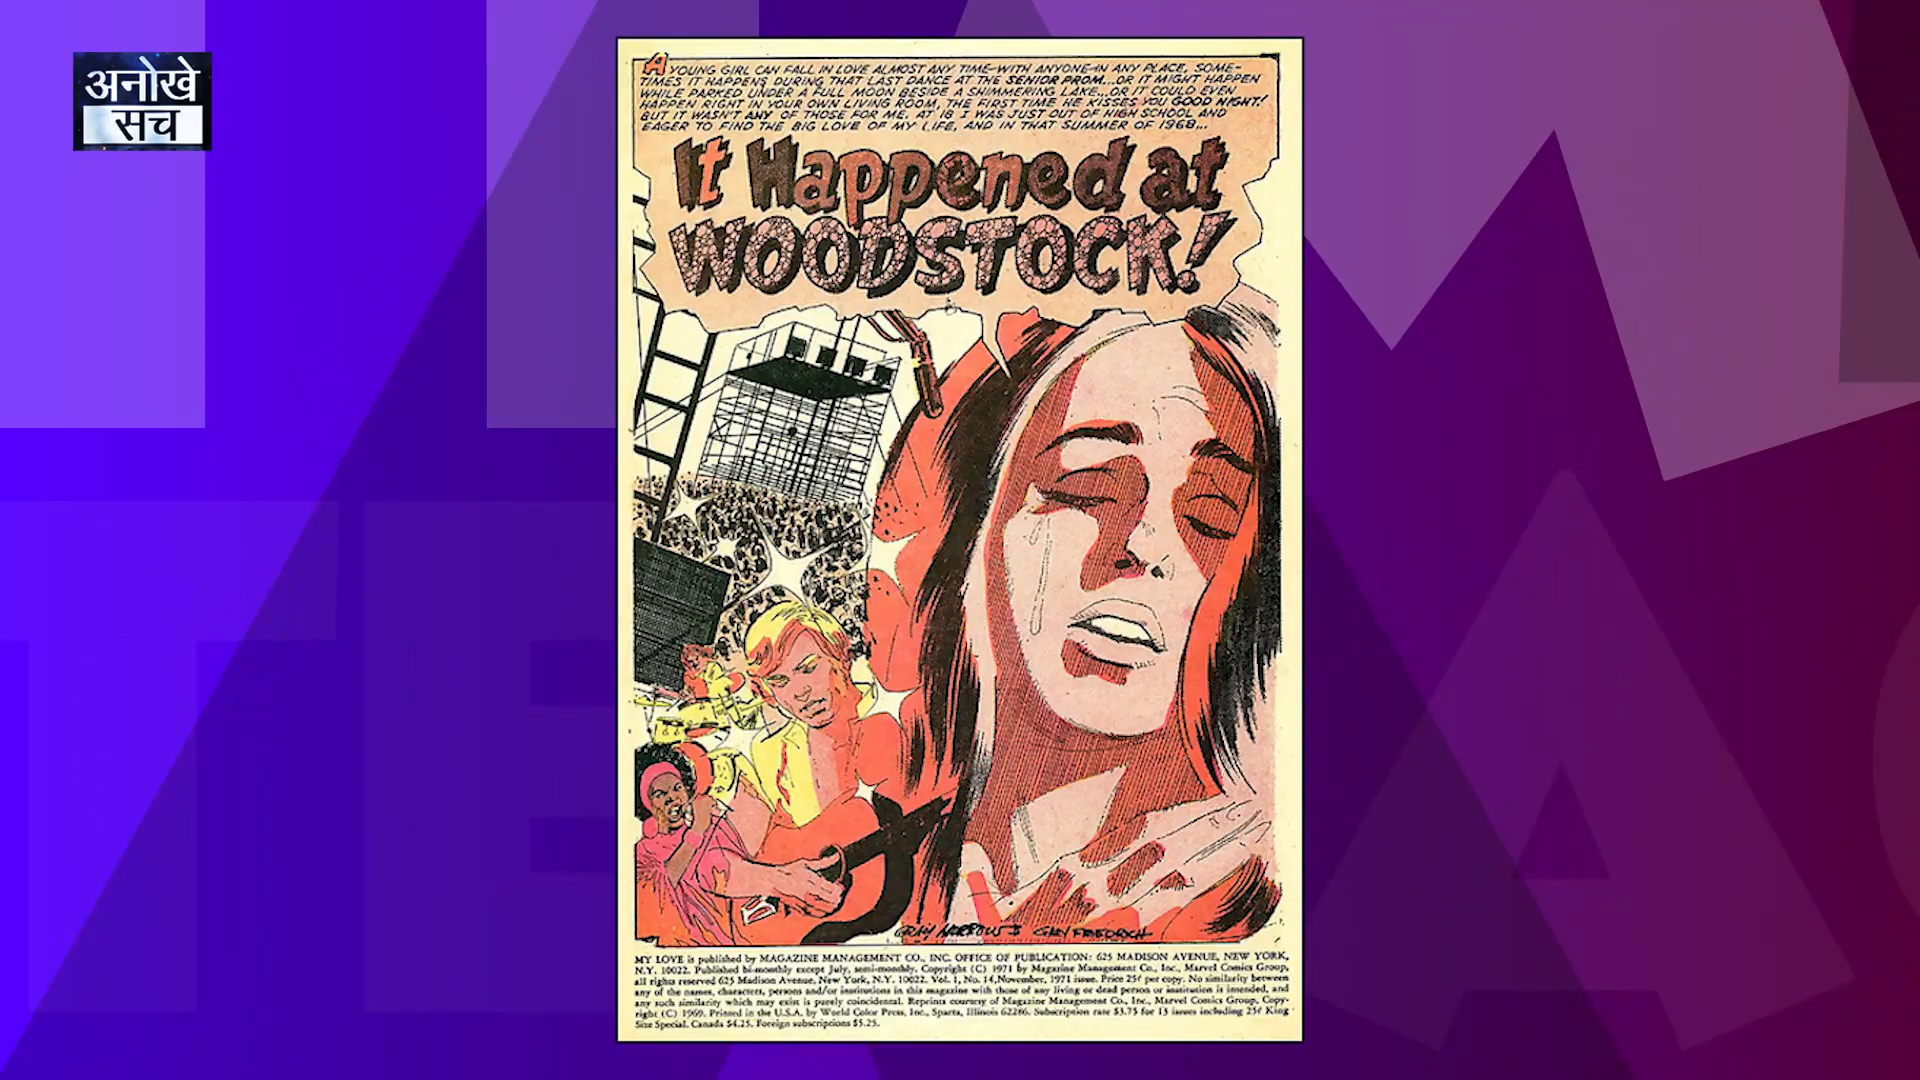 अनोखे
सच
A YOUNG GIRL CAN FALL IN LOVE ALMOST ANY TIME--WITH ANYONE--IN ANY PLACE, SOME-
TIMES IT HAPPENS DURING THAT LAST DANCE AT THE SENIOR PROM...OR IT MIGHT HAPPEN
WHILE PARKED UNDER A FULL MOON BESIDE A SHIMMERING LAKE...OR IT COULD EVEN
HAPPEN RIGHT IN YOUR OWN LIVING ROOM, THE FIRST TIME HE KISSES YOU GOOD NIGHT!
BUT IT WASN'T ANY OF THOSE FOR ME. AT 18 I WAS JUST OUT OF HIGH SCHOOL AND
EAGER TO FIND THE BIG LOVE OF MY LIFE, AND IN THAT SUMMER OF 1968...
It Happened at
WOODSTOCK!
GRAY MORROW & GARY FRIEDRICH
MY LOVE is published by MAGAZINE MANAGEMENT CO., INC. OFFICE OF PUBLICATION: 625 MADISON AVENUE, NEW YORK,
N.Y. 10022. Published bi-monthly except July, semi-monthly. Copyright (C) 1971 by Magazine Management Co., Inc., Marvel Comics Group,
all rights reserved 625 Madison Avenue, New York, N.Y. 10022. Vol. 1, No. 14, November, 1971 issue. Price 25¢ per copy. No similarity between
any of the names, characters, persons and/or institutions in this magazine with those of any living or dead person or institution is intended, and
any such similarity which may exist is purely coincidental. Reprints courtesy of Magazine Management Co., Inc., Marvel Comics Group, Copy-
right (C) 1969. Printed in the U.S.A. by World Color Press, Inc., Sparta, Illinois 62286. Subscription rate $3.75 for 13 issues including 25¢ King
Size Special. Canada $4.25. Foreign subscriptions $5.25.